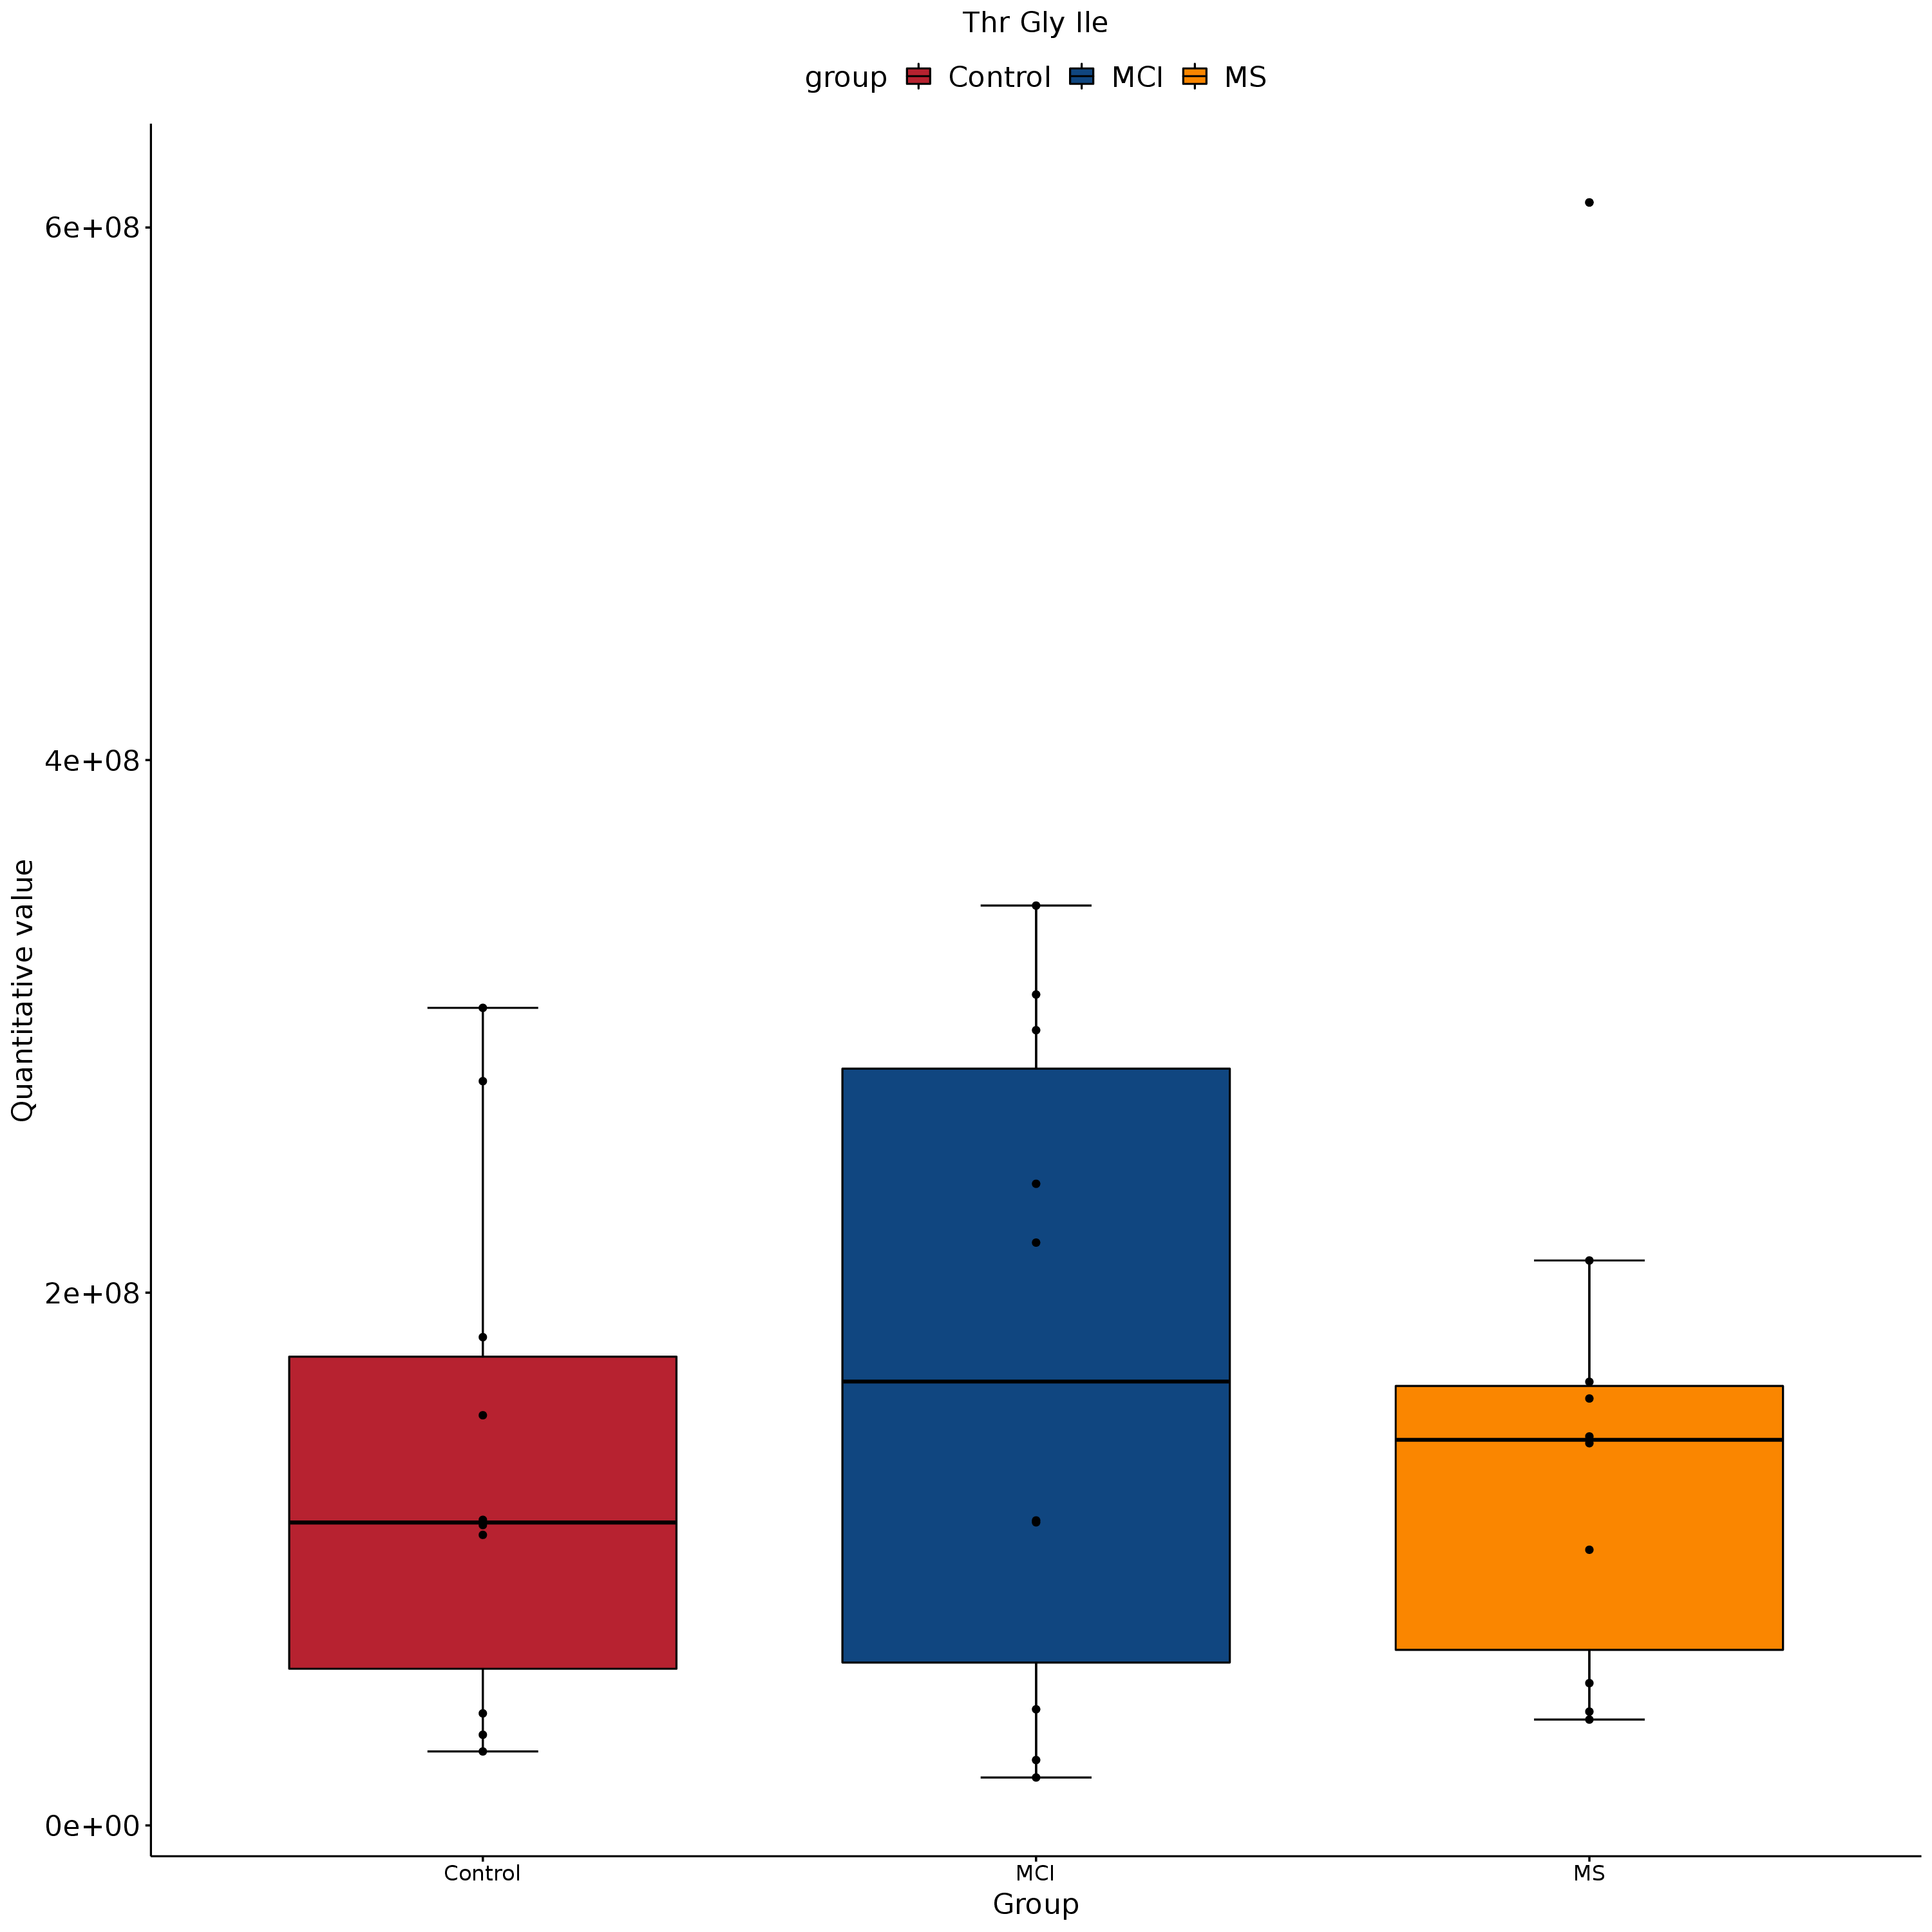 Thr Gly Ile
group Control MCI MS
6e+08
4e+08
2e+08
0e+00
Quantitative value
Control MCI MS
Group